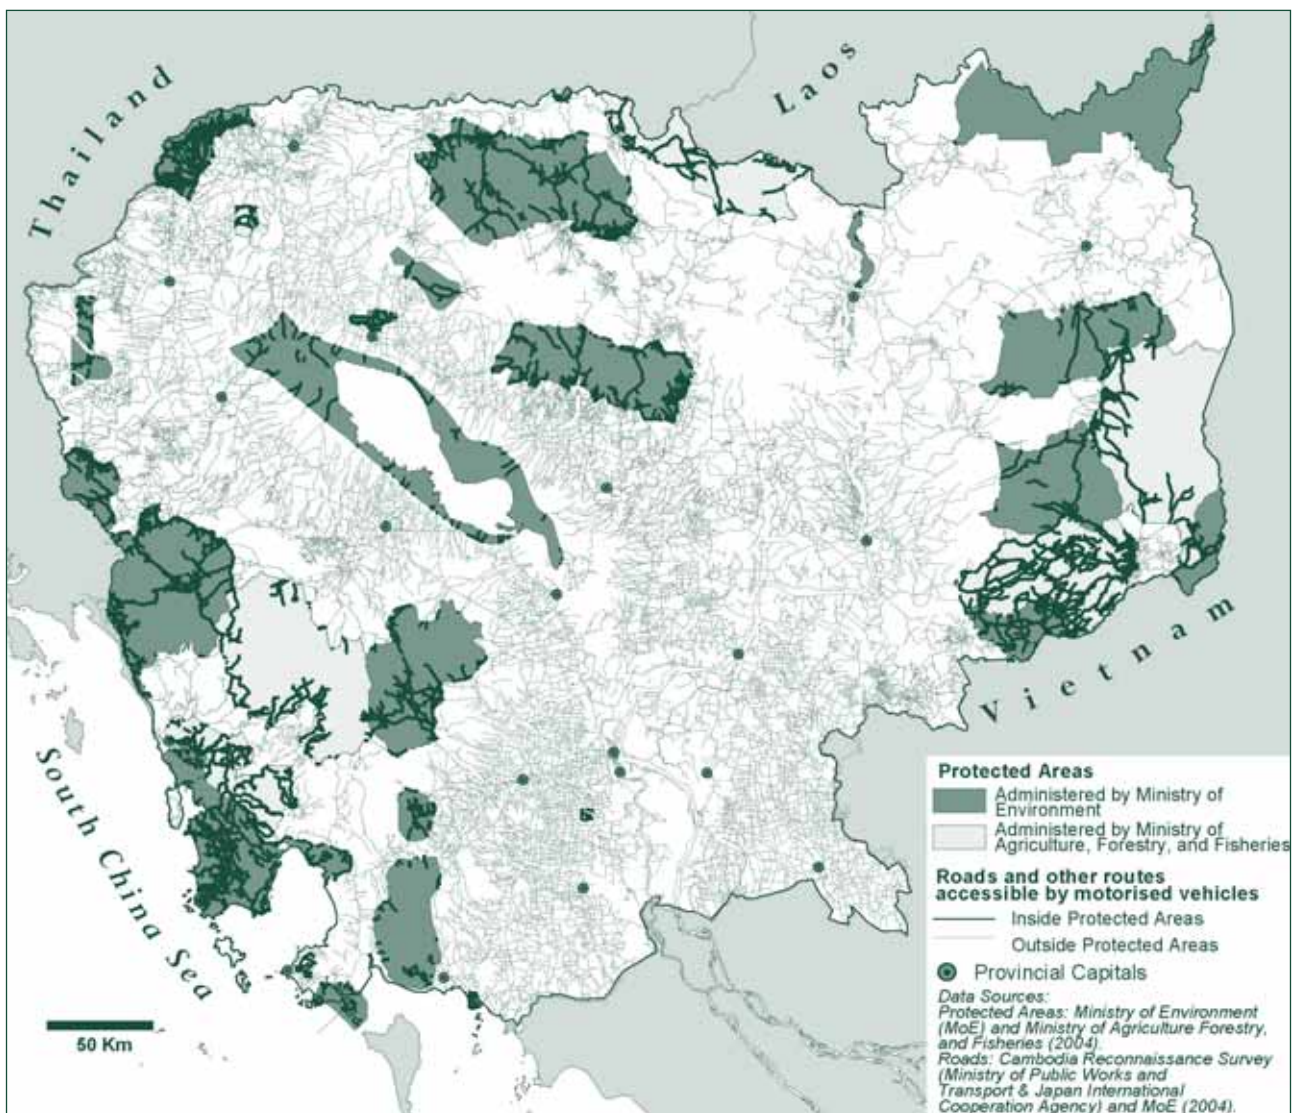 Thailand
Laos
Vietnam
South China Sea
50 Km
Protected Areas
Administered by Ministry of
Environment
Administered by Ministry of
Agriculture, Forestry, and Fisheries
Roads and other routes
accessible by motorised vehicles
Inside Protected Areas
Outside Protected Areas
Provincial Capitals
Data Sources:
Protected Areas: Ministry of Environment
(MoE) and Ministry of Agriculture Forestry,
and Fisheries (2004).
Roads: Cambodia Reconnaissance Survey
(Ministry of Public Works and
Transport & Japan International
Cooperation Agency) and MoE (2004).